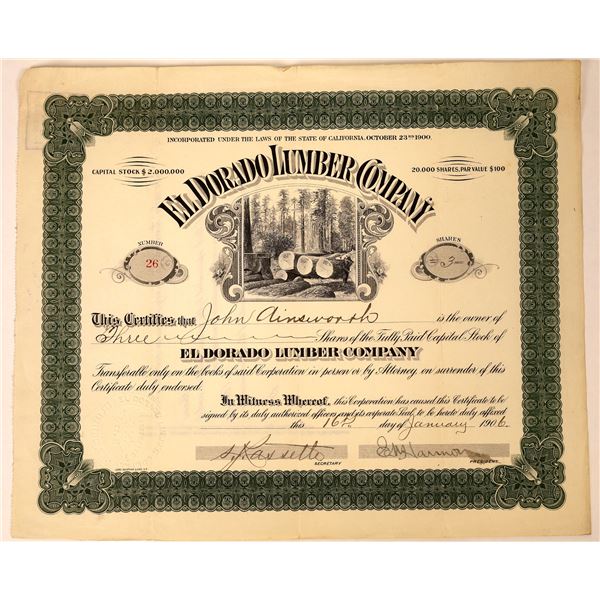 INCORPORATED UNDER THE LAWS OF THE STATE OF CALIFORNIA, OCTOBER 23RD 1900.
CAPITAL STOCK $2,000,000
20,000 SHARES, PAR VALUE $100
EL DORADO LUMBER COMPANY
NUMBER
26
SHARES
3
This Certifies that John Ainsworth is the owner of
Three Shares of the Fully Paid Capital Stock of
EL DORADO LUMBER COMPANY
Transferable only on the books of said Corporation in person or by Attorney on surrender of this
Certificate duly endorsed.
In Witness Whereof, this Corporation has caused this Certificate to be
signed by its duly authorized officers and its corporate Seal, to be hereto duly affixed
this 16th day of January 1906.
SECRETARY
PRESIDENT